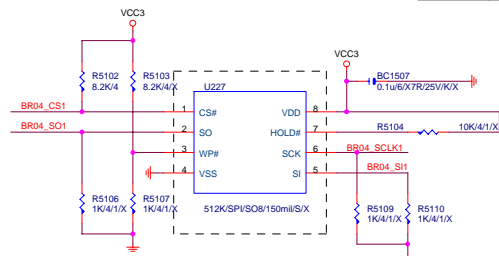 VCC3
VCC3
R5102
8.2K/4
R5103
8.2K/4/X
BC1507
0.1u/6/X7R/25V/K/X
U227
BR04_CS1
1
CS#
VDD
8
BR04_SO1
2
SO
HOLD#
7
R5104
10K/4/1/X
3
WP#
SCK
6
BR04_SCLK1
4
VSS
SI
5
BR04_SI1
R5106
1K/4/1/X
R5107
1K/4/1/X
512K/SPI/SO8/150mil/S/X
R5109
1K/4/1/X
R5110
1K/4/1/X